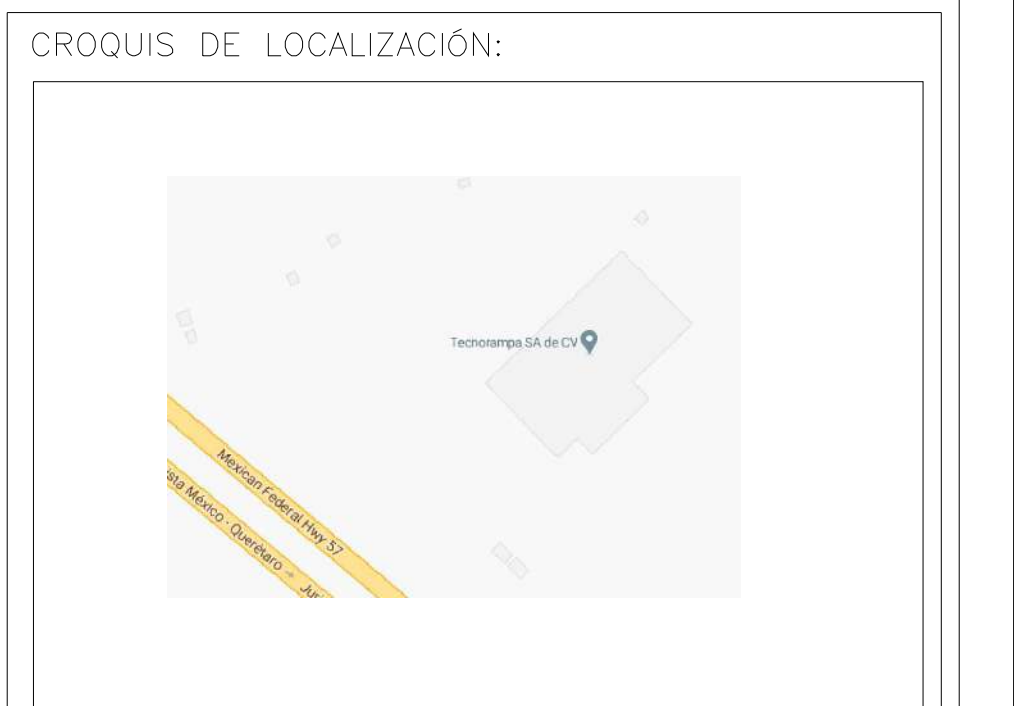 CROQUIS DE LOCALIZACIÓN:
Tecnorampa SA de CV
Mexican Federal Hwy 57
ista México - Querétaro →